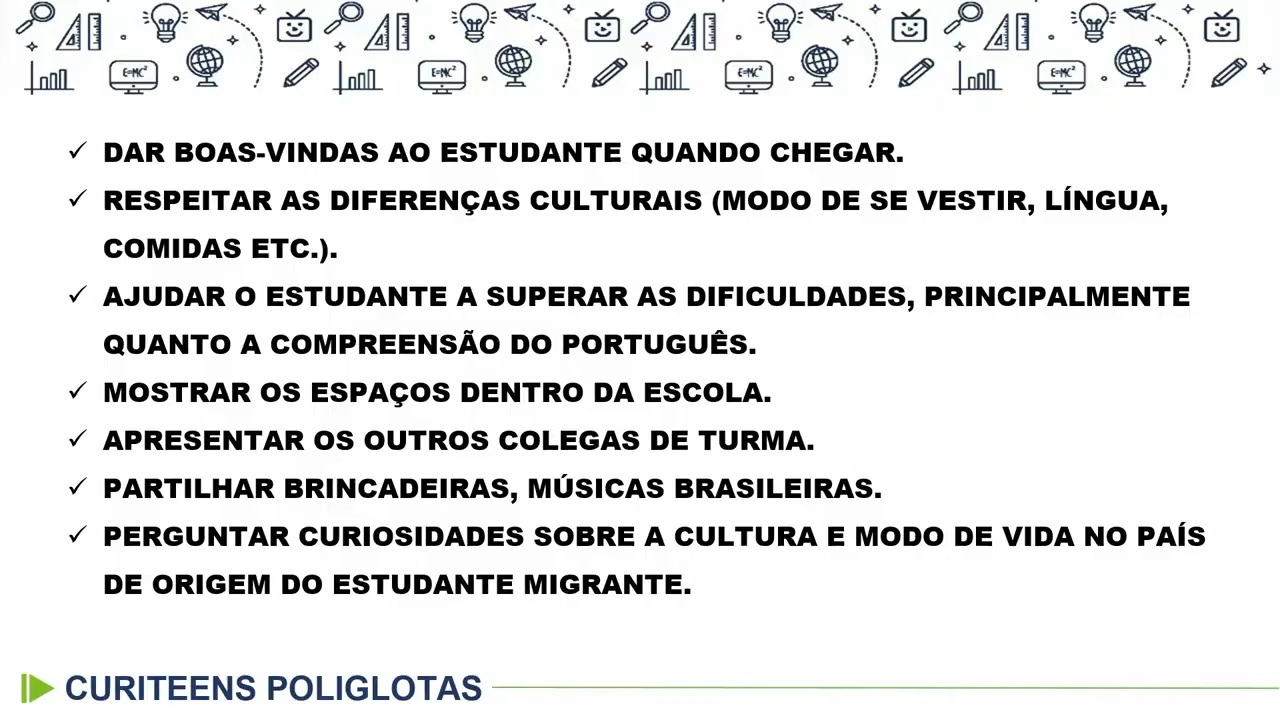 DAR BOAS-VINDAS AO ESTUDANTE QUANDO CHEGAR.
RESPEITAR AS DIFERENÇAS CULTURAIS (MODO DE SE VESTIR, LÍNGUA,
COMIDAS ETC.).
AJUDAR O ESTUDANTE A SUPERAR AS DIFICULDADES, PRINCIPALMENTE
QUANTO A COMPREENSÃO DO PORTUGUÊS.
MOSTRAR OS ESPAÇOS DENTRO DA ESCOLA.
APRESENTAR OS OUTROS COLEGAS DE TURMA.
PARTILHAR BRINCADEIRAS, MÚSICAS BRASILEIRAS.
PERGUNTAR CURIOSIDADES SOBRE A CULTURA E MODO DE VIDA NO PAÍS
DE ORIGEM DO ESTUDANTE MIGRANTE.
CURITEENS POLIGLOTAS